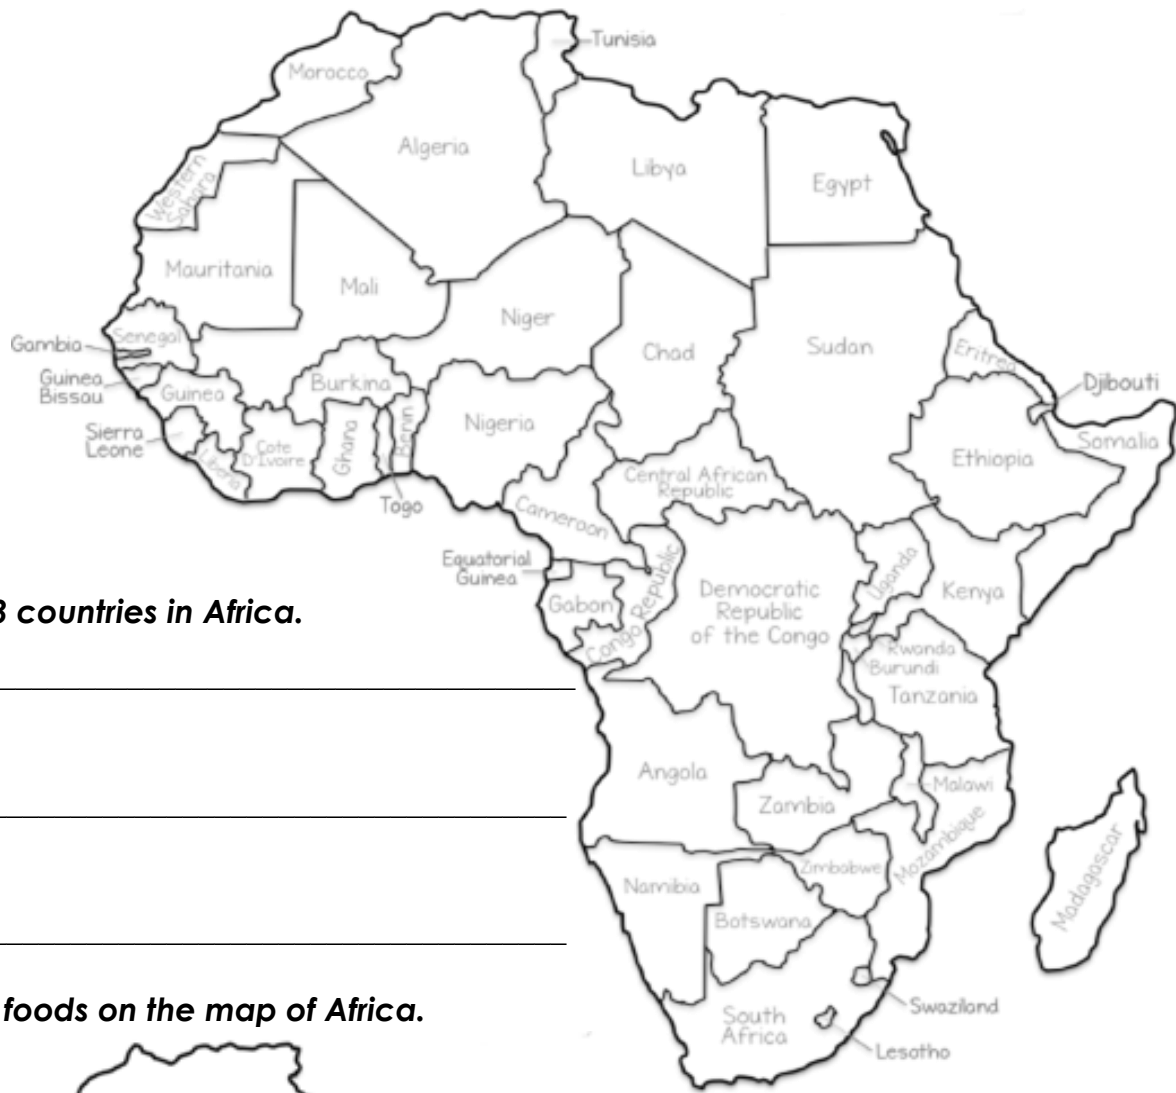 Tunisia
Morocco
Algeria
Libya
Egypt
Western
Sahara
Mauritania
Mali
Niger
Chad
Sudan
Eritrea
Djibouti
Gambia
Senegal
Guinea
Bissau
Guinea
Burkina
Sierra
Leone
Liberia
Cote
D'Ivoire
Ghana
Togo
Benin
Nigeria
Somalia
Ethiopia
Central African
Republic
Cameroon
Equatorial
Guinea
Gabon
Congo Republic
Democratic
Republic
of the Congo
Uganda
Kenya
Rwanda
Burundi
Tanzania
3 countries in Africa.
Angola
Zambia
Malawi
Mozambique
Zimbabwe
Madagascar
Namibia
Botswana
Swaziland
South
Africa
Lesotho
foods on the map of Africa.